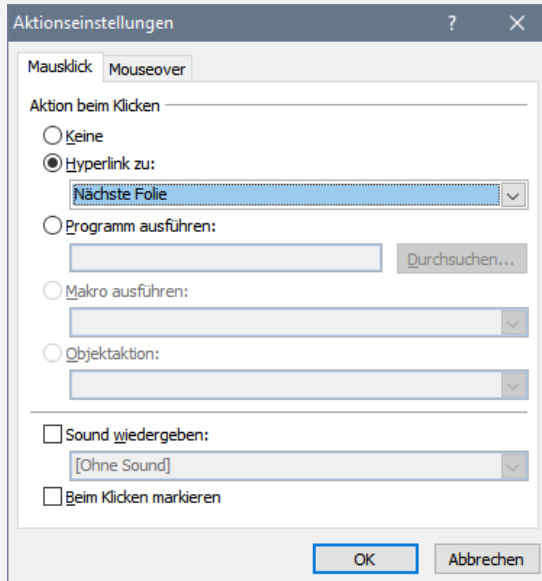 Aktionseinstellungen ?
Mausklick Mouseover
Aktion beim Klicken
Keine
Hyperlink zu:
Nächste Folie
Programm ausführen:
Durchsuchen...
Makro ausführen:
Objektaktion:
Sound wiedergeben:
[Ohne Sound]
Beim Klicken markieren
OK Abbrechen